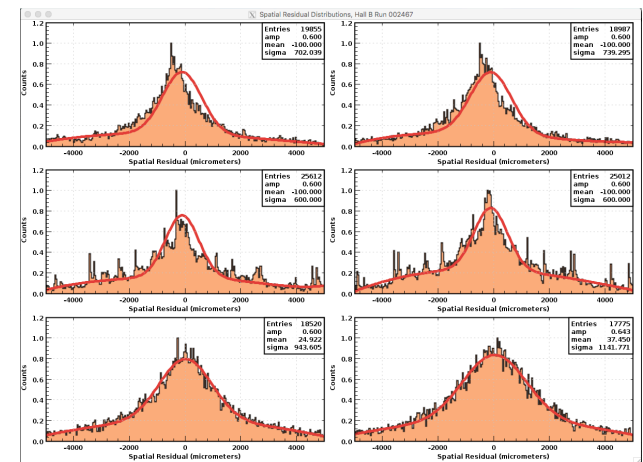 Spatial Residual Distributions, Hall B Run 002467
Entries 19855
amp 0.600
mean -100.000
sigma 702.039
Counts
1.2
1.0
0.8
0.6
0.4
0.2
0.0
-4000 -2000 0 2000 4000
Spatial Residual (micrometers)
Entries 18987
amp 0.600
mean -100.000
sigma 739.295
Counts
1.2
1.0
0.8
0.6
0.4
0.2
0.0
-4000 -2000 0 2000 4000
Spatial Residual (micrometers)
Entries 25612
amp 0.600
mean -100.000
sigma 600.000
Counts
1.2
1.0
0.8
0.6
0.4
0.2
0.0
-4000 -2000 0 2000 4000
Spatial Residual (micrometers)
Entries 25012
amp 0.600
mean -100.000
sigma 600.000
Counts
1.2
1.0
0.8
0.6
0.4
0.2
0.0
-4000 -2000 0 2000 4000
Spatial Residual (micrometers)
Entries 18520
amp 0.600
mean 24.922
sigma 943.605
Counts
1.2
1.0
0.8
0.6
0.4
0.2
0.0
-4000 -2000 0 2000 4000
Spatial Residual (micrometers)
Entries 17775
amp 0.643
mean 37.450
sigma 1141.771
Counts
1.2
1.0
0.8
0.6
0.4
0.2
0.0
-4000 -2000 0 2000 4000
Spatial Residual (micrometers)